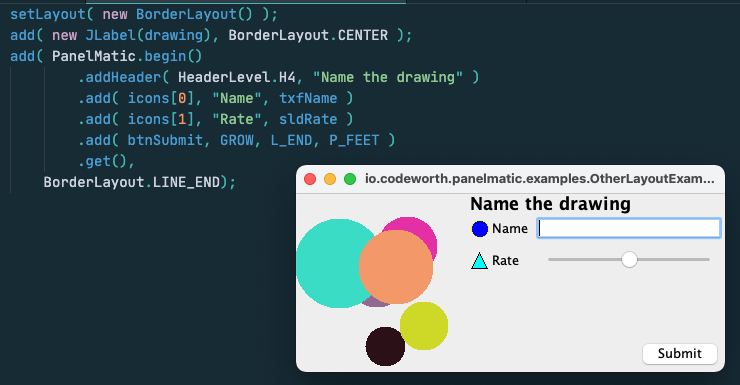 setLayout( new BorderLayout() );
add( new JLabel(drawing), BorderLayout.CENTER );
add( PanelMatic.begin()
.addHeader( HeaderLevel.H4, "Name the drawing" )
.add( icons[0], "Name", txfName )
.add( icons[1], "Rate", sldRate )
.add( btnSubmit, GROW, L_END, P_FEET )
.get(),
BorderLayout.LINE_END);
io.codeworth.panelmatic.examples.OtherLayoutExam...
Name the drawing
Name
Rate
Submit